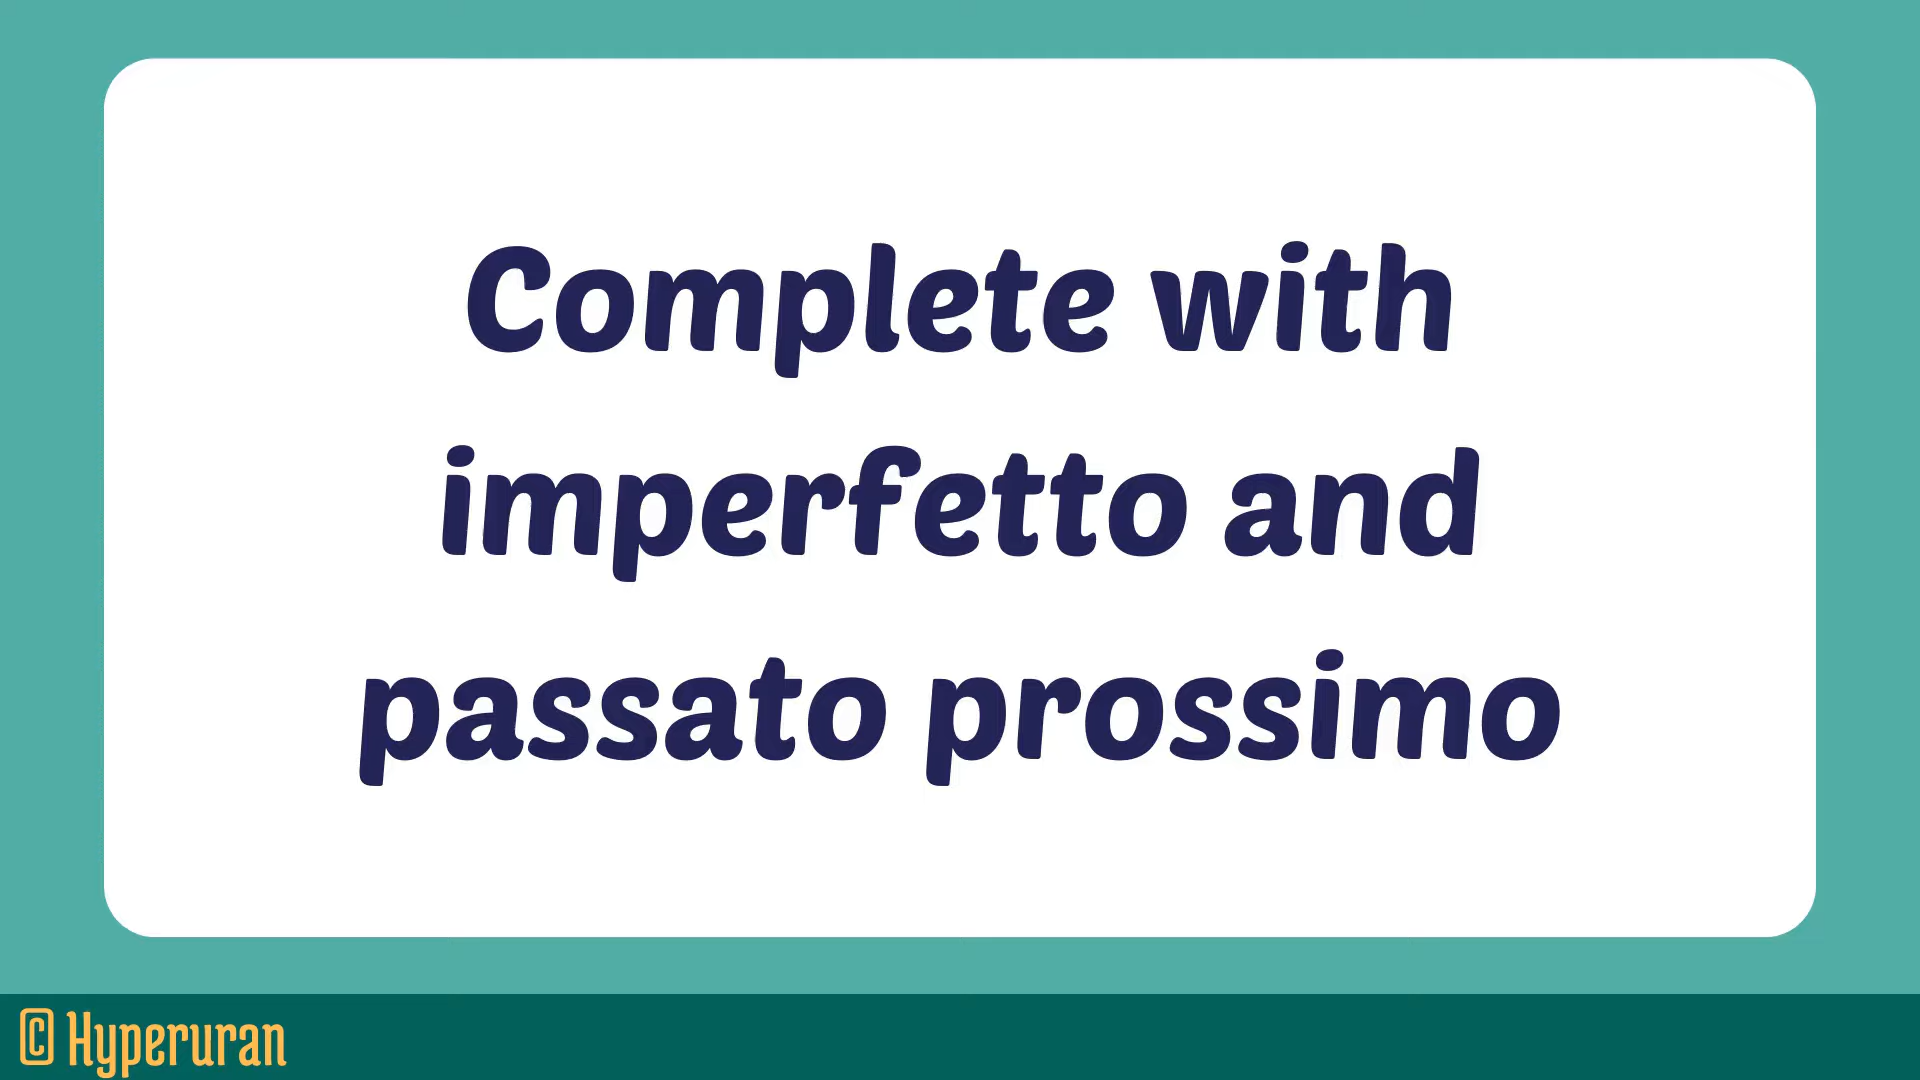 Complete with
imperfetto and
passato prossimo
© Hyperuran